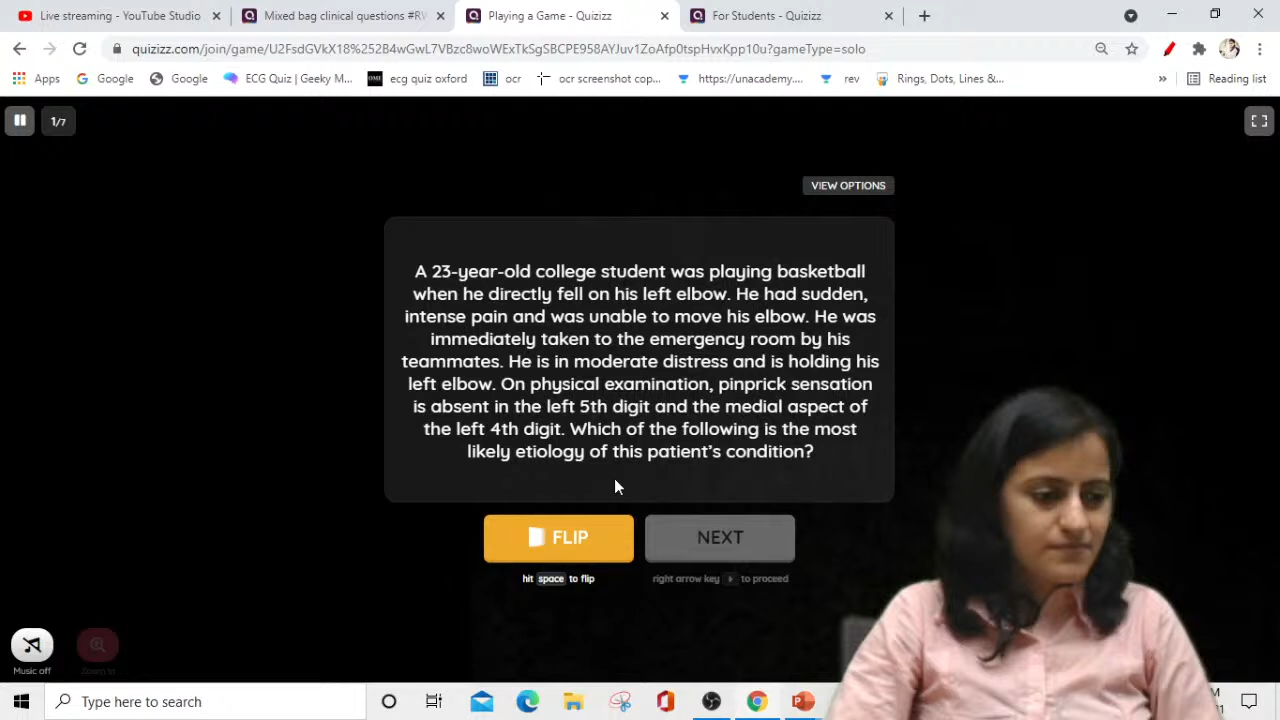 Live streaming - YouTube Studio
Mixed bag clinical questions #RV
Playing a Game - Quizizz
For Students - Quizizz
quizizz.com/join/game/U2FsdGVkX18%252B4wGwL7VBzc8woWExTkSgSBCPE958AYJuv1ZoAfp0tspHvxKpp10u?gameType=solo
Apps
Google
Google
ECG Quiz | Geeky M...
OMI
ecg quiz oxford
ocr
ocr screenshot cop...
http://unacademy....
rev
Rings, Dots, Lines &...
»
Reading list
1/7
VIEW OPTIONS
A 23-year-old college student was playing basketball
when he directly fell on his left elbow. He had sudden,
intense pain and was unable to move his elbow. He was
immediately taken to the emergency room by his
teammates. He is in moderate distress and is holding his
left elbow. On physical examination, pinprick sensation
is absent in the left 5th digit and the medial aspect of
the left 4th digit. Which of the following is the most
likely etiology of this patient's condition?
FLIP
NEXT
hit space to flip
right arrow key to proceed
Music off
Zoom in
Type here to search